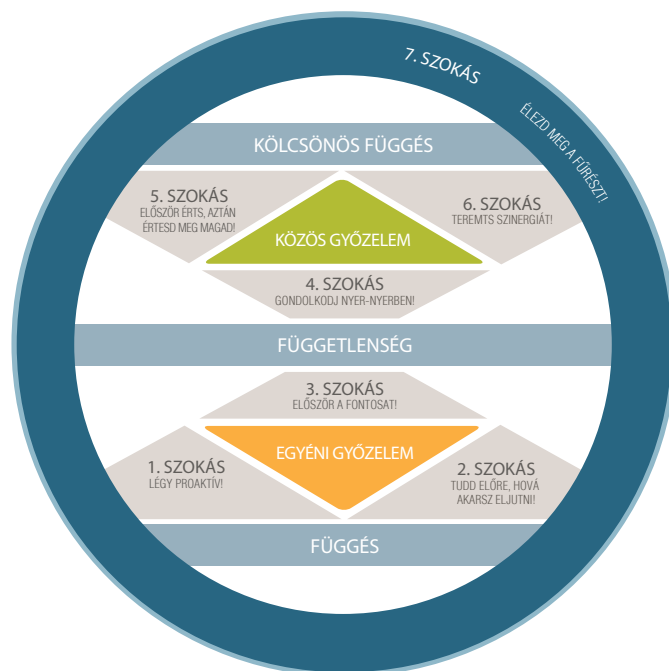 7. SZOKÁS
ÉLEZD MEG A FŰRÉSZT!
KÖLCSÖNÖS FÜGGÉS
5. SZOKÁS
ELŐSZÖR ÉRTS, AZTÁN
ÉRTESD MEG MAGAD!
6. SZOKÁS
TEREMTS SZINERGIÁT!
KÖZÖS GYŐZELEM
4. SZOKÁS
GONDOLKODJ NYER-NYERBEN!
FÜGGETLENSÉG
3. SZOKÁS
ELŐSZÖR A FONTOSAT!
EGYÉNI GYŐZELEM
1. SZOKÁS
LÉGY PROAKTÍV!
2. SZOKÁS
TUDD ELŐRE, HOVÁ
AKARSZ ELJUTNI!
FÜGGÉS